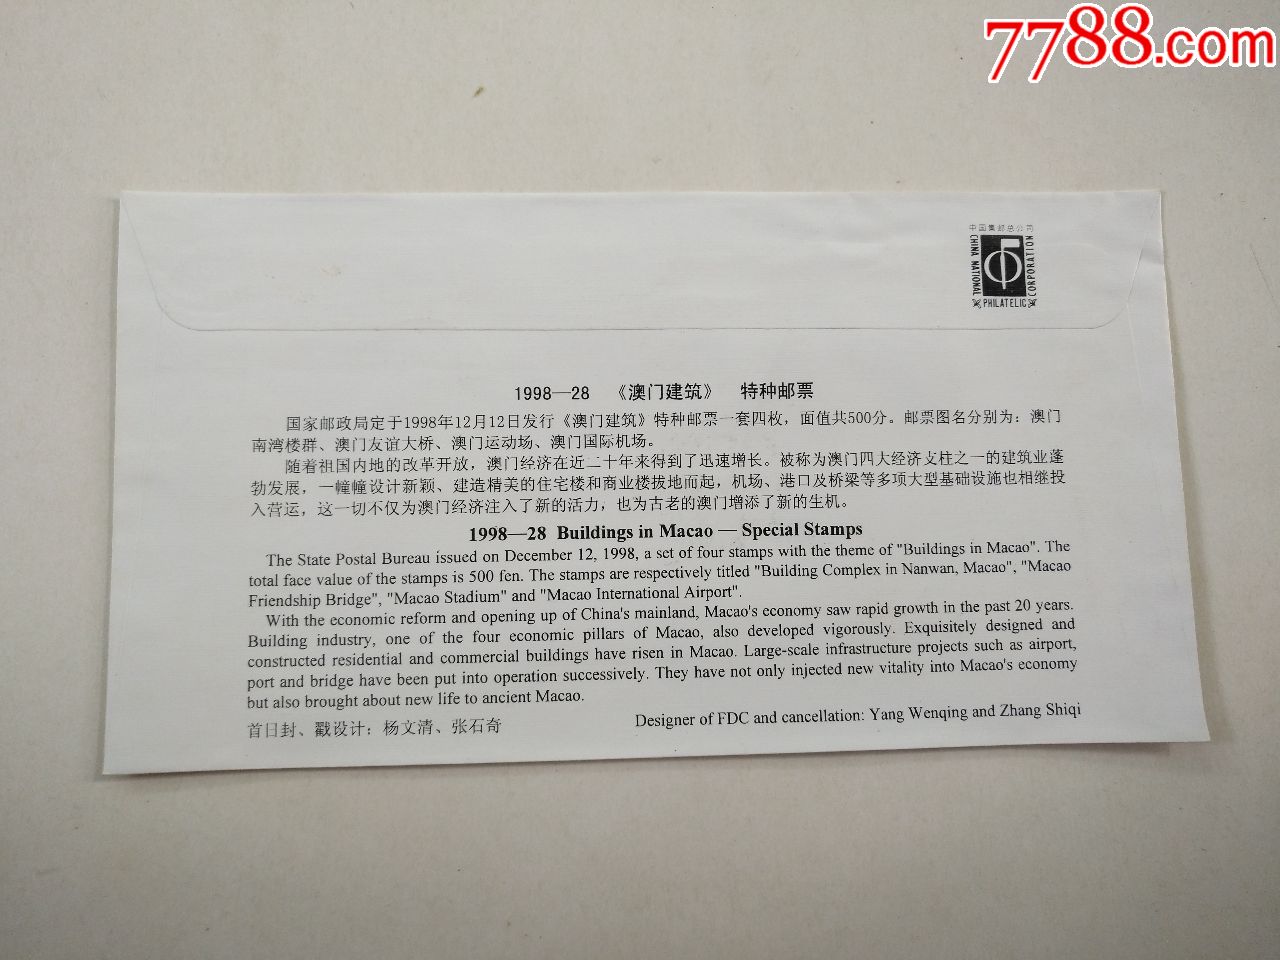 7788.com
中国集邮总公司
CHINA NATIONAL
PHILATELIC
CORPORATION
1998—28 《澳门建筑》 特种邮票
国家邮政局定于1998年12月12日发行《澳门建筑》特种邮票一套四枚，面值共500分。邮票图名分别为：澳门
南湾楼群、澳门友谊大桥、澳门运动场、澳门国际机场。
随着祖国内地的改革开放，澳门经济在近二十年来得到了迅速增长。被称为澳门四大经济支柱之一的建筑业蓬
勃发展，一幢幢设计新颖、建造精美的住宅楼和商业楼拔地而起，机场、港口及桥梁等多项大型基础设施也相继投
入营运，这一切不仅为澳门经济注入了新的活力，也为古老的澳门增添了新的生机。
1998—28 Buildings in Macao — Special Stamps
The State Postal Bureau issued on December 12, 1998, a set of four stamps with the theme of "Buildings in Macao". The
total face value of the stamps is 500 fen. The stamps are respectively titled "Building Complex in Nanwan, Macao", "Macao
Friendship Bridge", "Macao Stadium" and "Macao International Airport".
With the economic reform and opening up of China's mainland, Macao's economy saw rapid growth in the past 20 years.
Building industry, one of the four economic pillars of Macao, also developed vigorously. Exquisitely designed and
constructed residential and commercial buildings have risen in Macao. Large-scale infrastructure projects such as airport,
port and bridge have been put into operation successively. They have not only injected new vitality into Macao's economy
but also brought about new life to ancient Macao.
首日封、戳设计：杨文清、张石奇
Designer of FDC and cancellation: Yang Wenqing and Zhang Shiqi